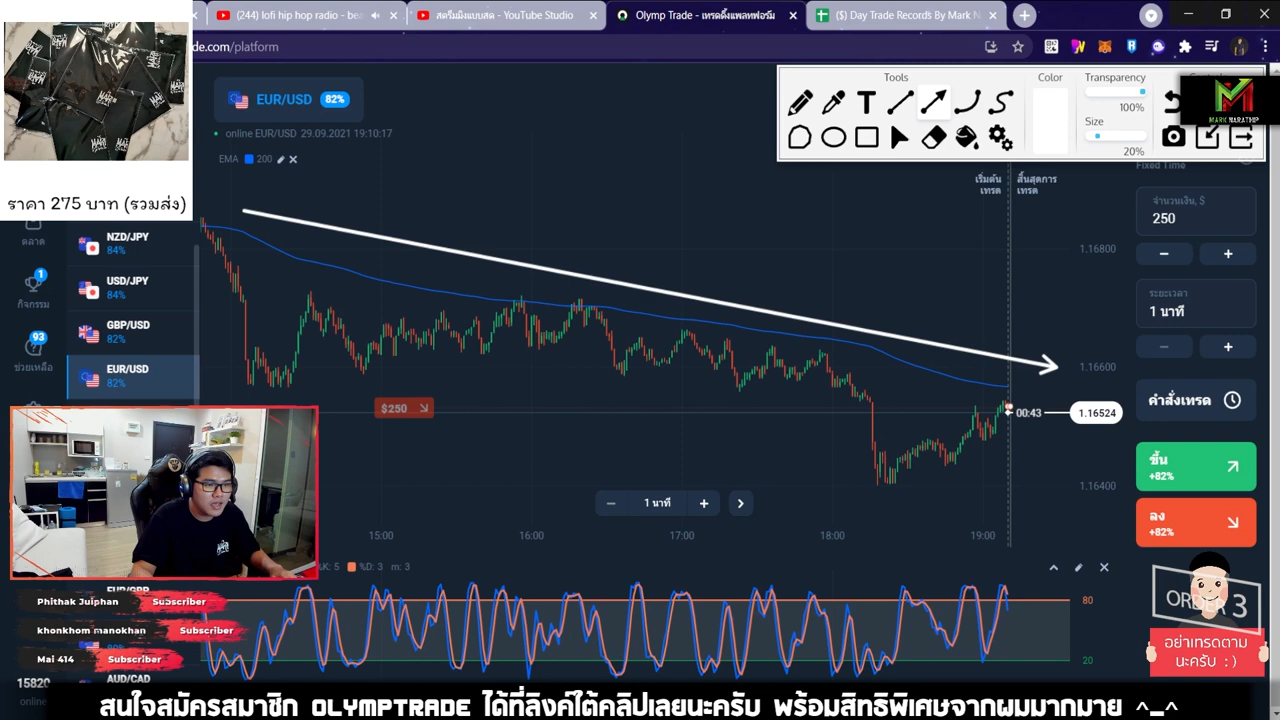 (244) lofi hip hop radio - bea
สตรีมมิงแบบสด - YouTube Studio
Olymp Trade - เทรดดิ้งแพลทฟอร์ม
($) Day Trade Records By Mark N
de.com/platform
ราคา 275 บาท (รวมส่ง)
EUR/USD 82%
online EUR/USD 29.09.2021 19:10:17
EMA 200
Tools
Color
Transparency
100%
Size
20%
MARK MARATHIP
Fixed Time
เริ่มต้น
เทรด
สิ้นสุดการ
เทรด
ตลาด
1
กิจกรรม
93
ช่วยเหลือ
NZD/JPY
84%
USD/JPY
84%
GBP/USD
82%
EUR/USD
82%
1.16800
1.16600
1.16400
$250
00:43
1.16524
จำนวนเงิน, $
250
ระยะเวลา
1 นาที
คำสั่งเทรด
ขึ้น
+82%
ลง
+82%
1 นาที
15:00
16:00
17:00
18:00
19:00
%K: 5 %D: 3 m: 3
80
20
EUR/GBP
Phithak Juiphan Subscriber
khonkhom manokhan Subscriber
Mai 414 Subscriber
AUD/CAD
15820
online
ORDER 3
อย่าเทรดตาม
นะครับ :)
สนใจสมัครสมาชิก OLYMPTRADE ได้ที่ลิงค์ใต้คลิปเลยนะครับ พร้อมสิทธิพิเศษจากผมมากมาย ^_^